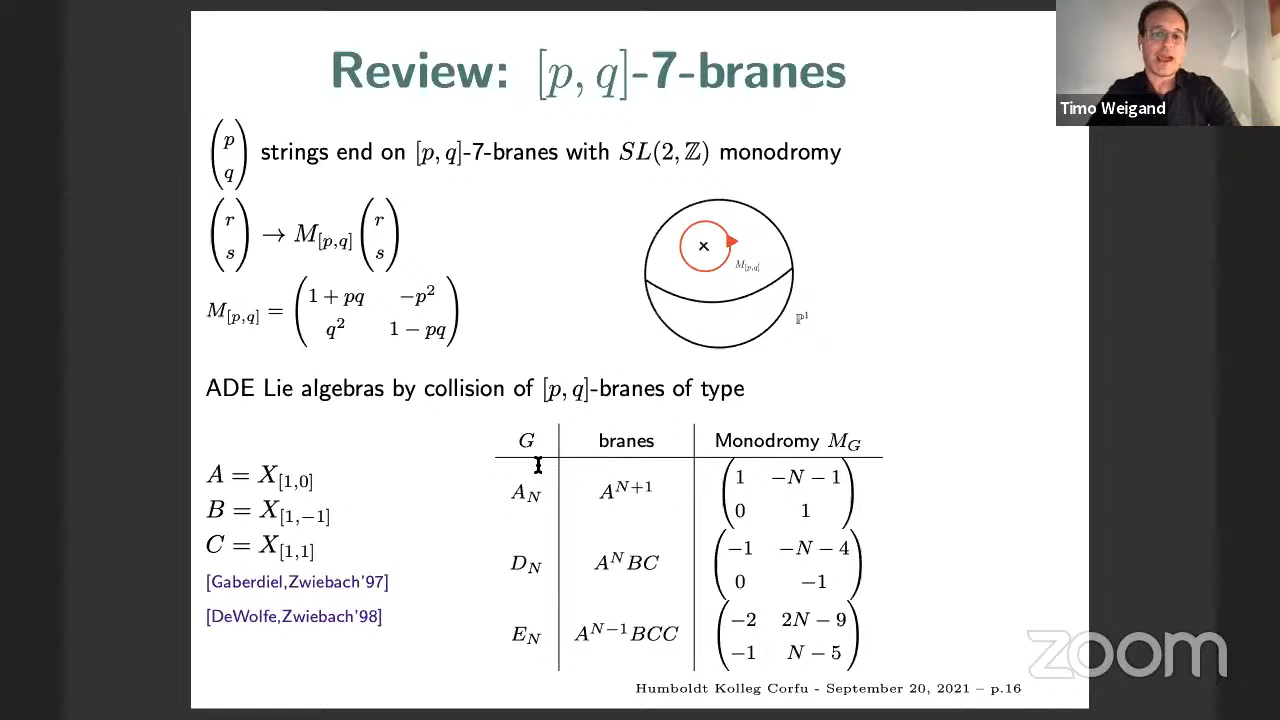 Review: [p, q]-7-branes
Timo Weigand
(p q) strings end on [p, q]-7-branes with SL(2, ℤ) monodromy
(r s) → M[p,q] (r s)
M[p,q] = (1 + pq −p² q² 1 − pq)
M[p,q]
ℙ¹
ADE Lie algebras by collision of [p, q]-branes of type
A = X[1,0]
B = X[1,−1]
C = X[1,1]
[Gaberdiel,Zwiebach'97]
[DeWolfe,Zwiebach'98]
G branes Monodromy M_G
A_N A^{N+1} (1 −N − 1 0 1)
D_N A^N BC (−1 −N − 4 0 −1)
E_N A^{N−1} BCC (−2 2N − 9 −1 N − 5)
zoom
Humboldt Kolleg Corfu - September 20, 2021 – p.16